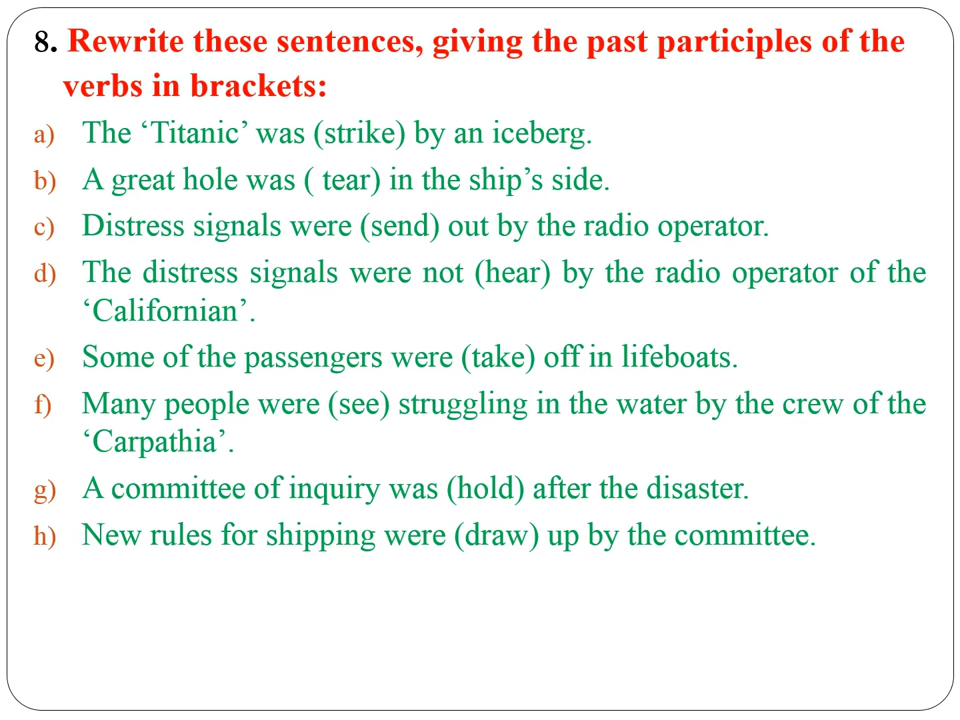 8. Rewrite these sentences, giving the past participles of the
verbs in brackets:
a) The ‘Titanic’ was (strike) by an iceberg.
b) A great hole was ( tear) in the ship’s side.
c) Distress signals were (send) out by the radio operator.
d) The distress signals were not (hear) by the radio operator of the
‘Californian’.
e) Some of the passengers were (take) off in lifeboats.
f) Many people were (see) struggling in the water by the crew of the
‘Carpathia’.
g) A committee of inquiry was (hold) after the disaster.
h) New rules for shipping were (draw) up by the committee.